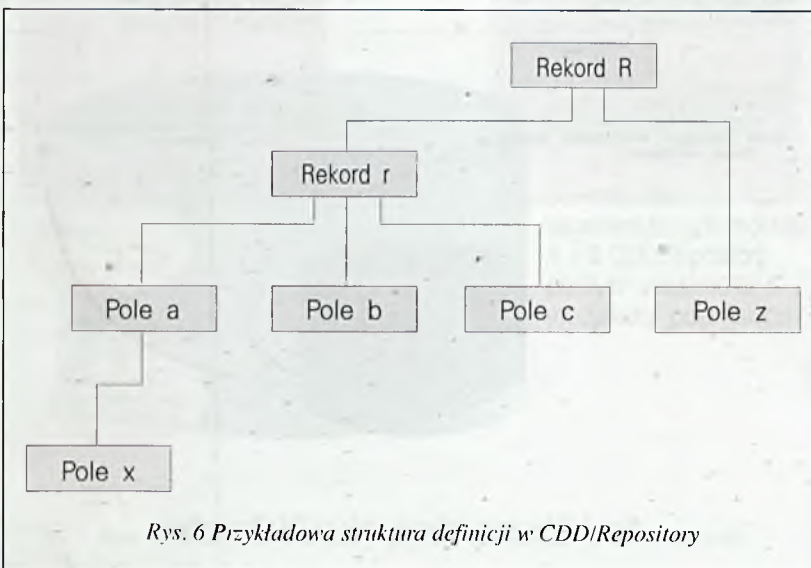 Rekord R
Rekord r
Pole a
Pole b
Pole c
Pole z
Pole x
Rys. 6 Przykładowa struktura definicji w CDD/Repository